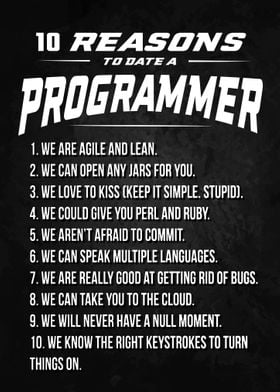 10 REASONS
TO DATE A
PROGRAMMER
1. WE ARE AGILE AND LEAN.
2. WE CAN OPEN ANY JARS FOR YOU.
3. WE LOVE TO KISS (KEEP IT SIMPLE. STUPID).
4. WE COULD GIVE YOU PERL AND RUBY.
5. WE AREN'T AFRAID TO COMMIT.
6. WE CAN SPEAK MULTIPLE LANGUAGES.
7. WE ARE REALLY GOOD AT GETTING RID OF BUGS.
8. WE CAN TAKE YOU TO THE CLOUD.
9. WE WILL NEVER HAVE A NULL MOMENT.
10. WE KNOW THE RIGHT KEYSTROKES TO TURN
THINGS ON.